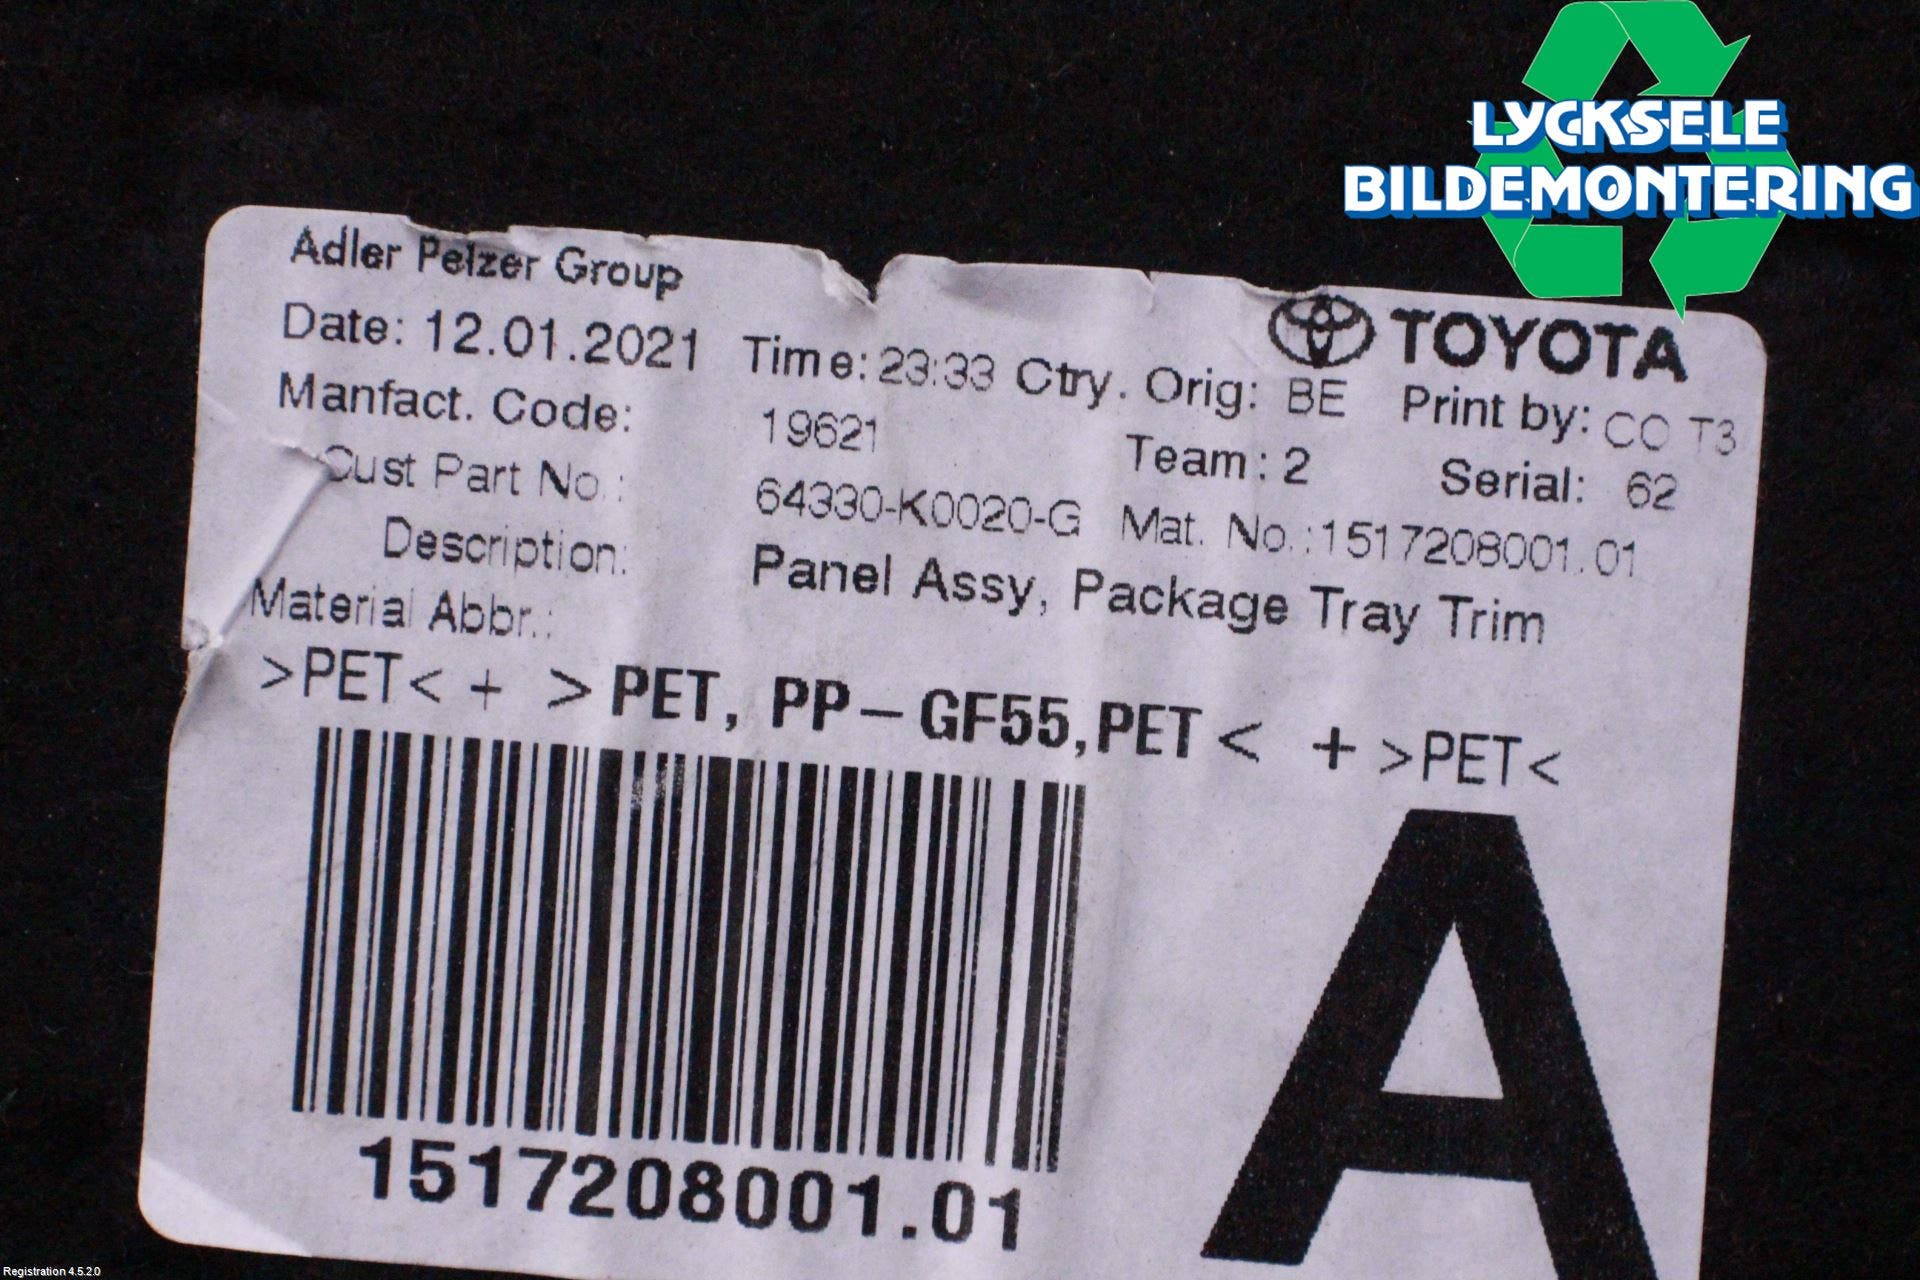 LYCKSELE
BILDEMONTERING
Adler Pelzer Group
TOYOTA
Date: 12.01.2021 Time: 23:33 Ctry. Orig: BE Print by: CO T3
Manfact. Code: 19621 Team: 2 Serial: 62
Cust Part No.: 64330-K0020-G Mat. No.:1517208001.01
Description: Panel Assy, Package Tray Trim
Material Abbr.:
>PET< + >PET, PP-GF55,PET< + >PET<
1517208001.01
A
Registration 4.5.2.0